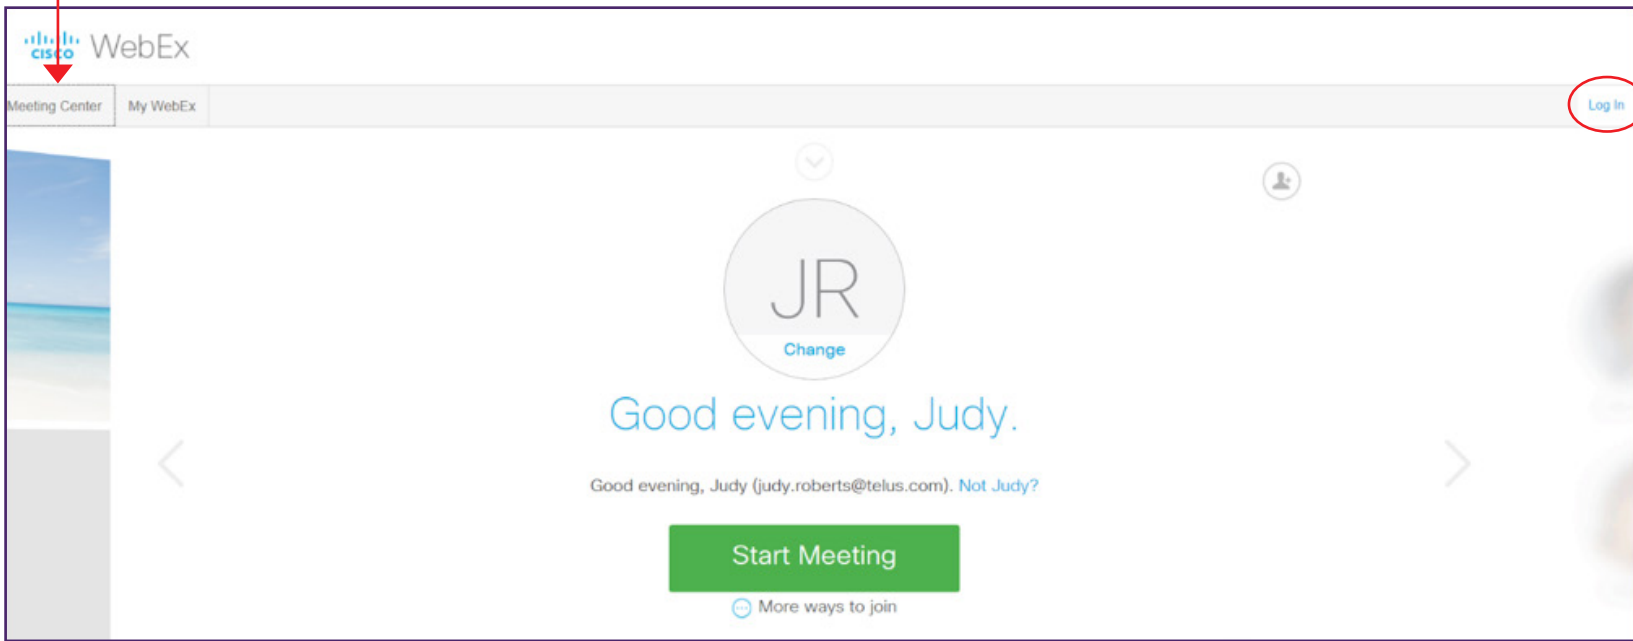 CISCO WebEx
Meeting Center My WebEx Log In
JR
Change
Good evening, Judy.
Good evening, Judy (judy.roberts@telus.com). Not Judy?
Start Meeting
More ways to join